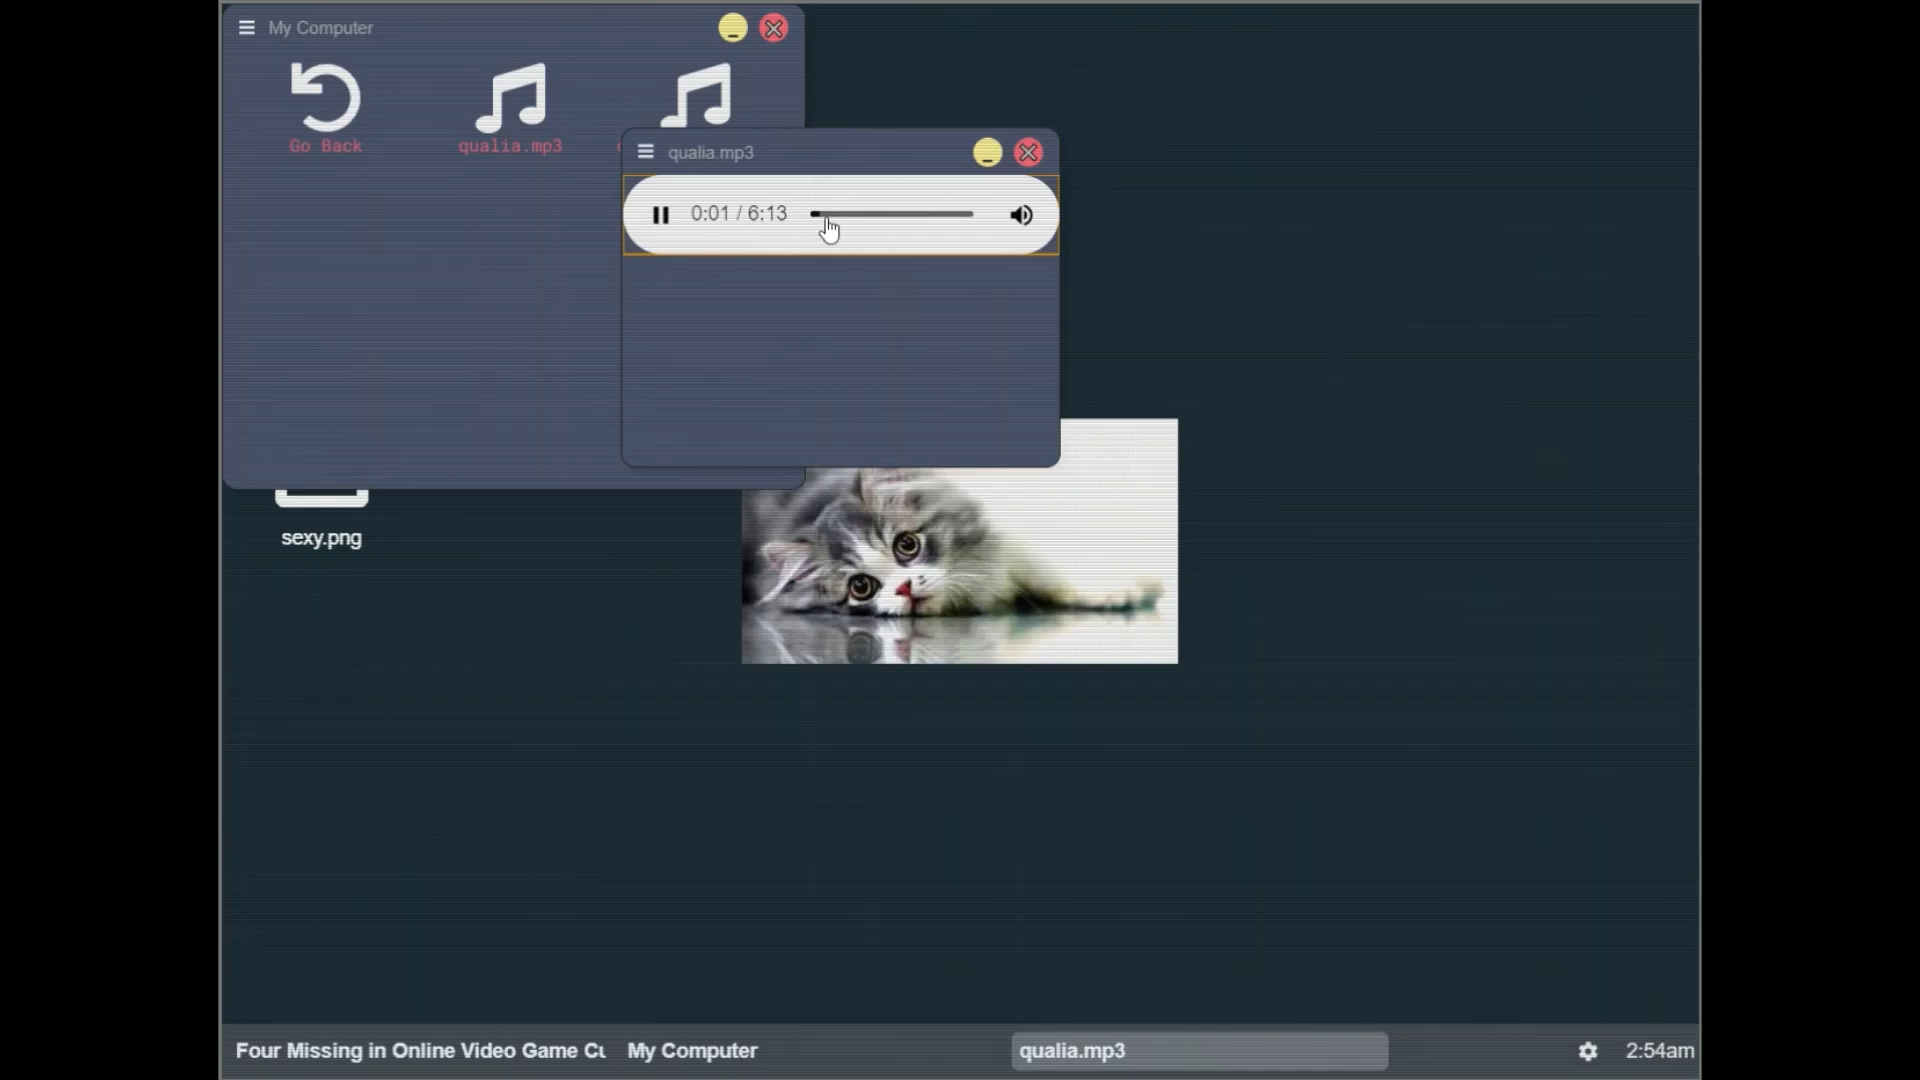 My Computer
Go Back
qualia.mp3
qualia.mp3
0:01 / 6:13
sexy.png
Four Missing in Online Video Game
My Computer
qualia.mp3
2:54am